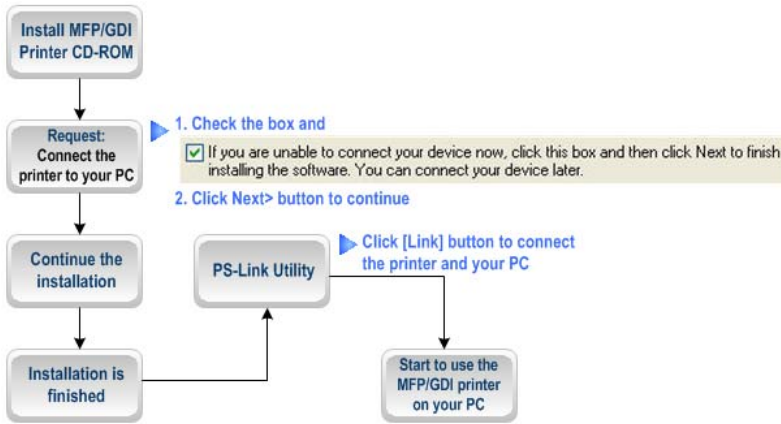 Install MFP/GDI
Printer CD-ROM
Request:
Connect the
printer to your PC
1. Check the box and
If you are unable to connect your device now, click this box and then click Next to finish
installing the software. You can connect your device later.
2. Click Next> button to continue
Continue the
installation
PS-Link Utility
Click [Link] button to connect
the printer and your PC
Installation is
finished
Start to use the
MFP/GDI printer
on your PC